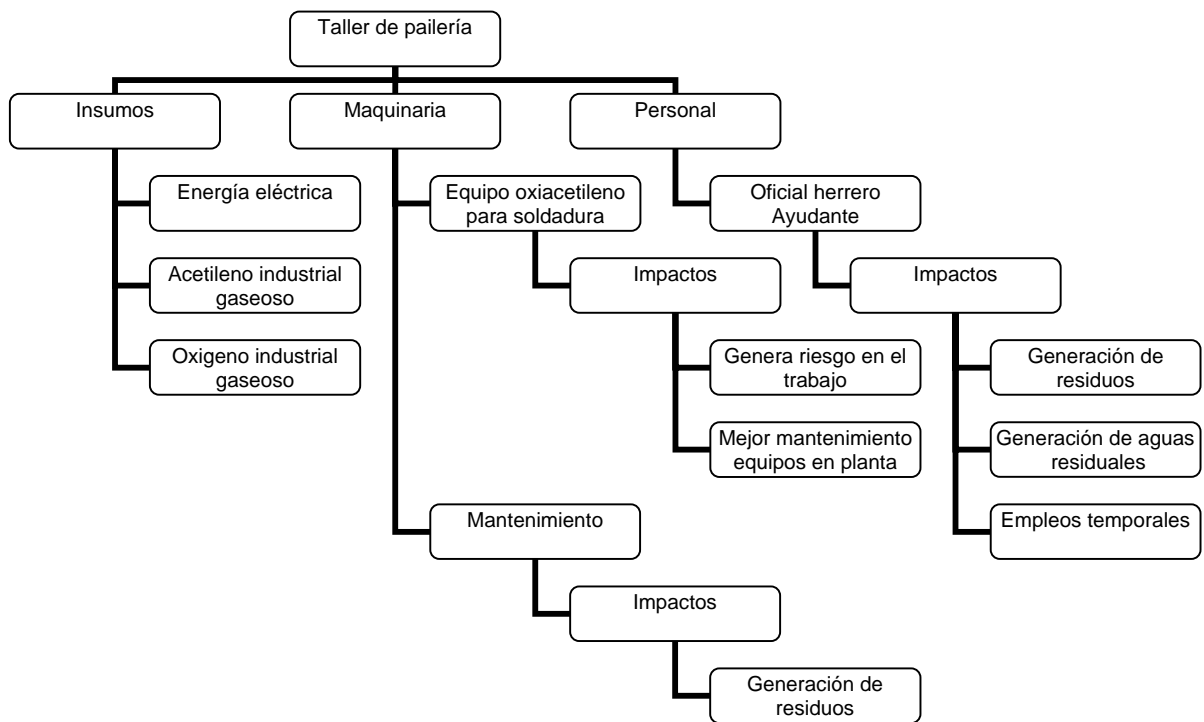 Taller de pailería
Insumos
Maquinaria
Personal
Energía eléctrica
Equipo oxiacetileno
para soldadura
Oficial herrero
Ayudante
Acetileno industrial
gaseoso
Impactos
Impactos
Oxigeno industrial
gaseoso
Genera riesgo en el
trabajo
Generación de
residuos
Mejor mantenimiento
equipos en planta
Generación de aguas
residuales
Mantenimiento
Empleos temporales
Impactos
Generación de
residuos